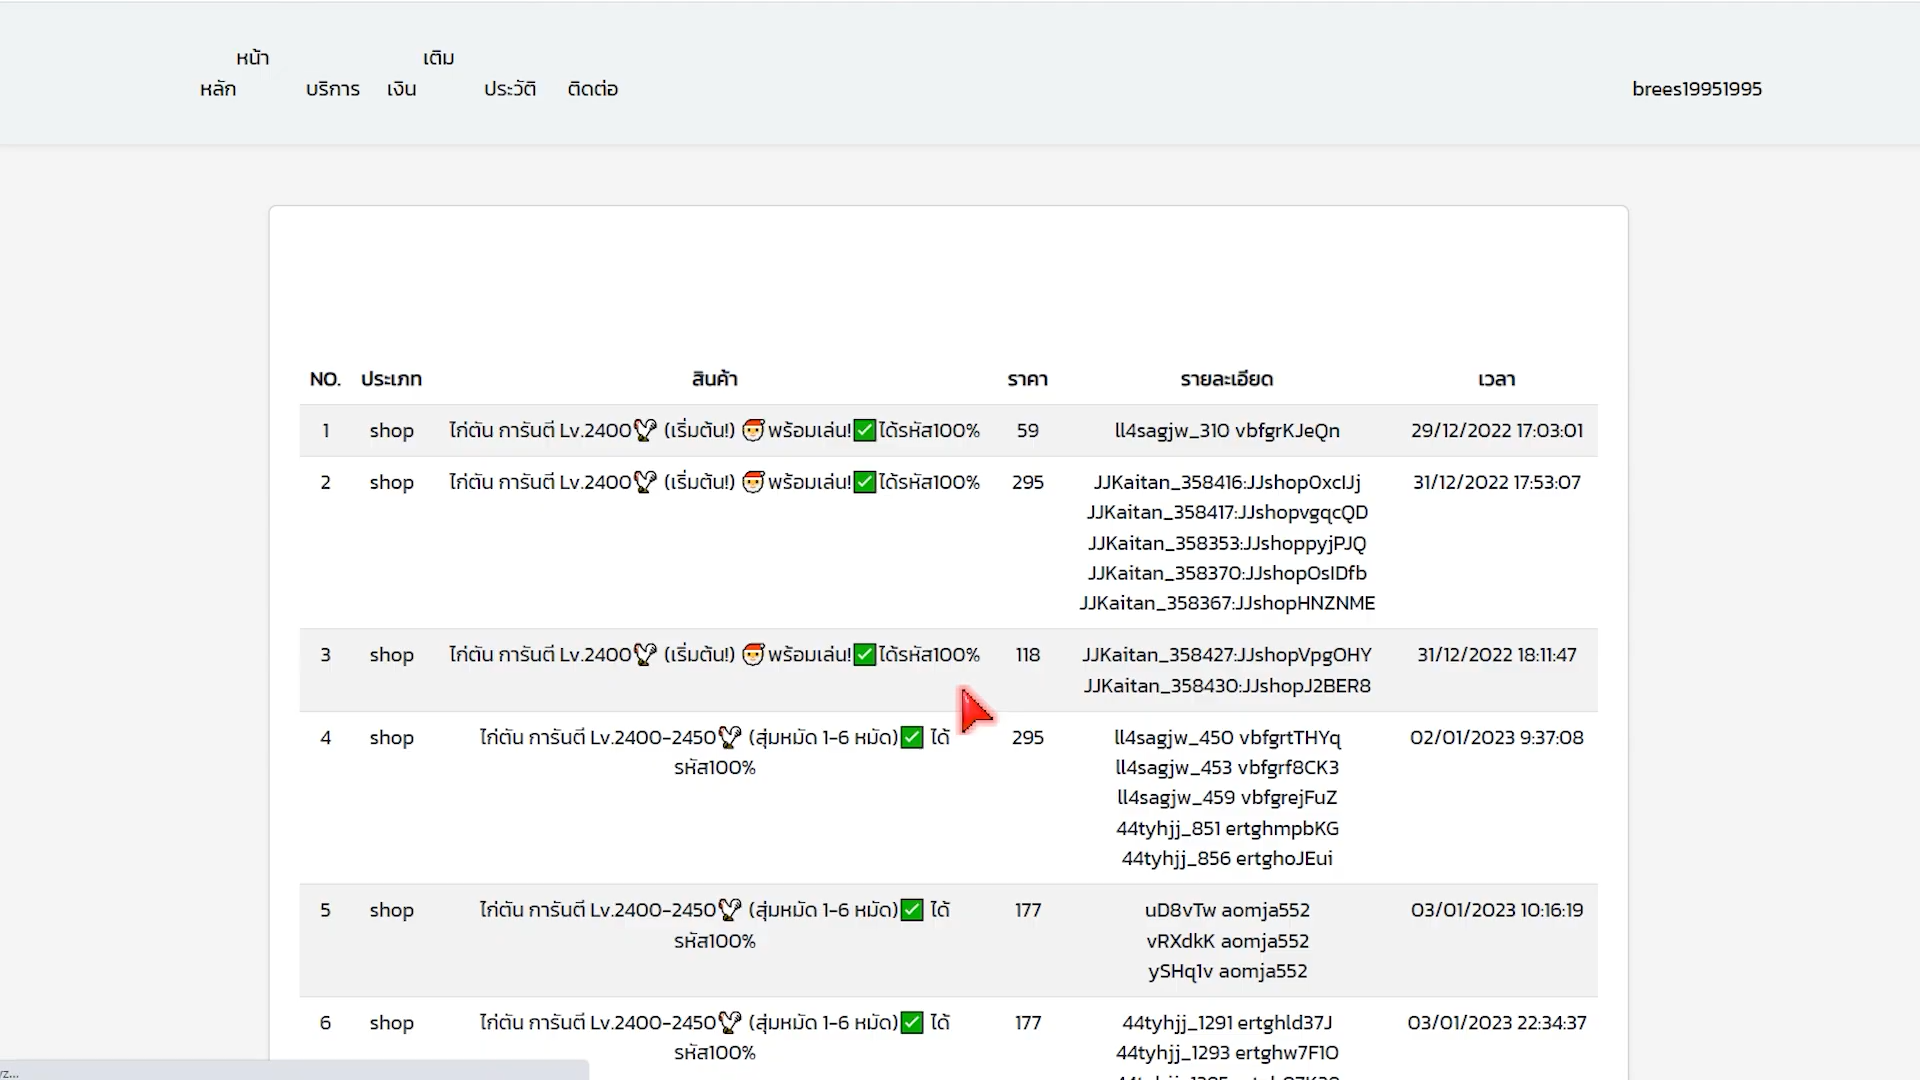 หน้า
หลัก
บริการ
เติม
เงิน
ประวัติ
ติดต่อ
brees19951995
NO. ประเภท สินค้า ราคา รายละเอียด เวลา
1 shop ไก่ตัน การันตี Lv.2400🐓 (เริ่มต้น!) 🎅พร้อมเล่น!✅ได้รหัส100% 59 ll4sagjw_310 vbfgrKJeQn 29/12/2022 17:03:01
2 shop ไก่ตัน การันตี Lv.2400🐓 (เริ่มต้น!) 🎅พร้อมเล่น!✅ได้รหัส100% 295 JJKaitan_358416:JJshopOxcIJj 31/12/2022 17:53:07
JJKaitan_358417:JJshopvgqcQD
JJKaitan_358353:JJshoppyjPJQ
JJKaitan_358370:JJshopOsIDfb
JJKaitan_358367:JJshopHNZNME
3 shop ไก่ตัน การันตี Lv.2400🐓 (เริ่มต้น!) 🎅พร้อมเล่น!✅ได้รหัส100% 118 JJKaitan_358427:JJshopVpgOHY 31/12/2022 18:11:47
JJKaitan_358430:JJshopJ2BER8
4 shop ไก่ตัน การันตี Lv.2400-2450🐓 (สุ่มหมัด 1-6 หมัด)✅ ได้ 295 ll4sagjw_450 vbfgrtTHYq 02/01/2023 9:37:08
รหัส100% ll4sagjw_453 vbfgrf8CK3
ll4sagjw_459 vbfgrejFuZ
44tyhjj_851 ertghmpbKG
44tyhjj_856 ertghoJEui
5 shop ไก่ตัน การันตี Lv.2400-2450🐓 (สุ่มหมัด 1-6 หมัด)✅ ได้ 177 uD8vTw aomja552 03/01/2023 10:16:19
รหัส100% vRXdkK aomja552
ySHq1v aomja552
6 shop ไก่ตัน การันตี Lv.2400-2450🐓 (สุ่มหมัด 1-6 หมัด)✅ ได้ 177 44tyhjj_1291 ertghld37J 03/01/2023 22:34:37
รหัส100% 44tyhjj_1293 ertghw7F1O